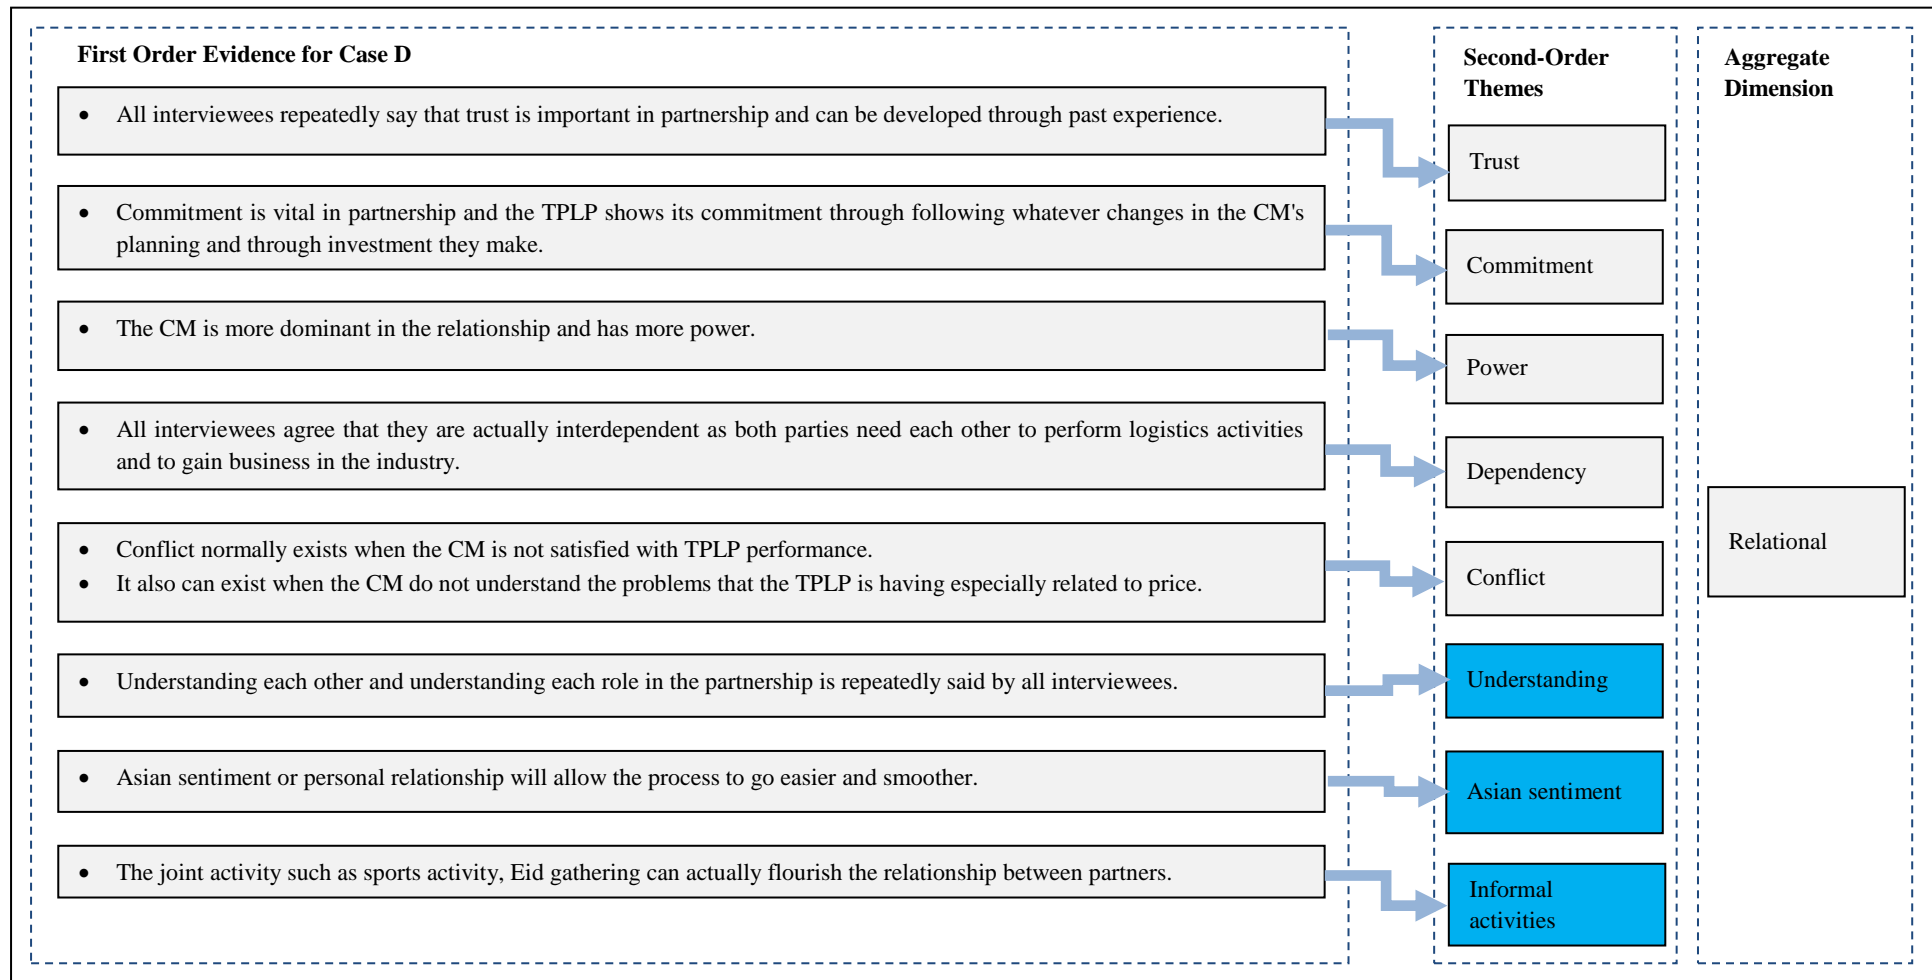 First Order Evidence for Case D
• All interviewees repeatedly say that trust is important in partnership and can be developed through past experience.
• Commitment is vital in partnership and the TPLP shows its commitment through following whatever changes in the CM's
planning and through investment they make.
• The CM is more dominant in the relationship and has more power.
• All interviewees agree that they are actually interdependent as both parties need each other to perform logistics activities
and to gain business in the industry.
• Conflict normally exists when the CM is not satisfied with TPLP performance.
• It also can exist when the CM do not understand the problems that the TPLP is having especially related to price.
• Understanding each other and understanding each role in the partnership is repeatedly said by all interviewees.
• Asian sentiment or personal relationship will allow the process to go easier and smoother.
• The joint activity such as sports activity, Eid gathering can actually flourish the relationship between partners.
Second-Order
Themes
Trust
Commitment
Power
Dependency
Conflict
Understanding
Asian sentiment
Informal
activities
Aggregate
Dimension
Relational